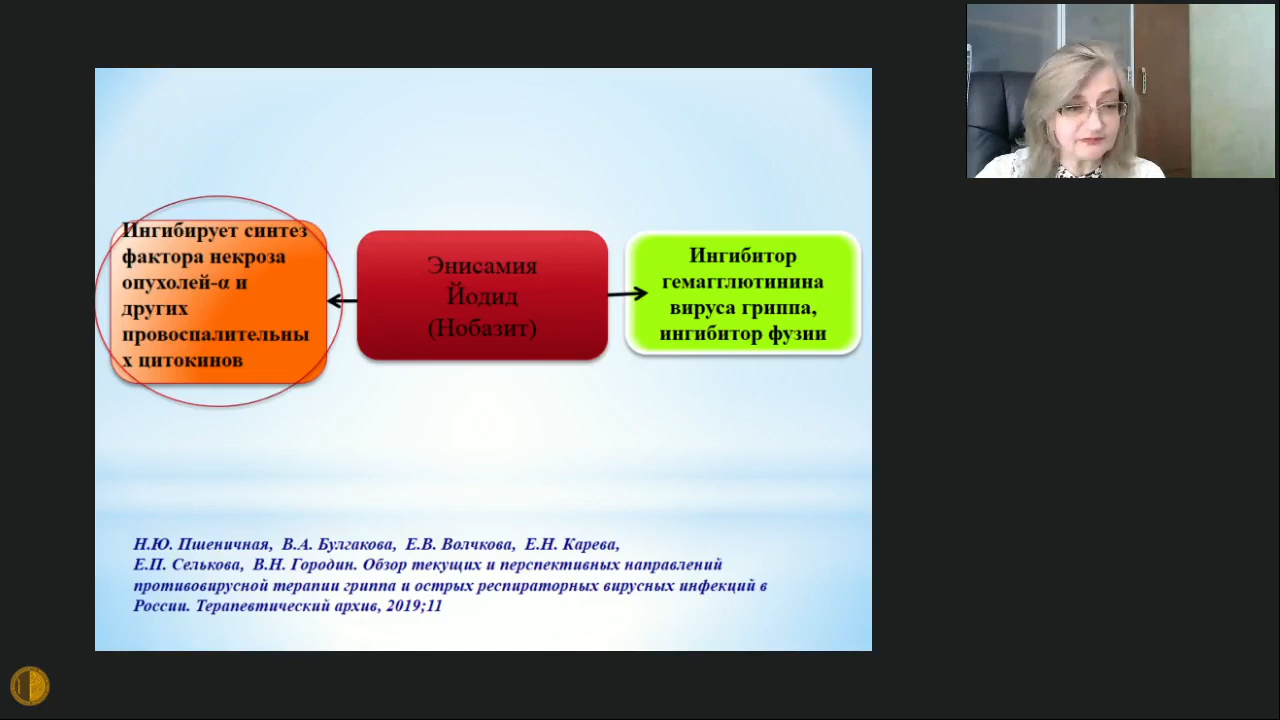 Ингибирует синтез
фактора некроза
опухолей-α и
других
провоспалительны
х цитокинов
Энисамия
Йодид
(Нобазит)
Ингибитор
гемагглютинина
вируса гриппа,
ингибитор фузии
Н.Ю. Пшеничная, В.А. Булгакова, Е.В. Волчкова, Е.Н. Карева,
Е.П. Селькова, В.Н. Городин. Обзор текущих и перспективных направлений
противовирусной терапии гриппа и острых респираторных вирусных инфекций в
России. Терапевтический архив, 2019;11